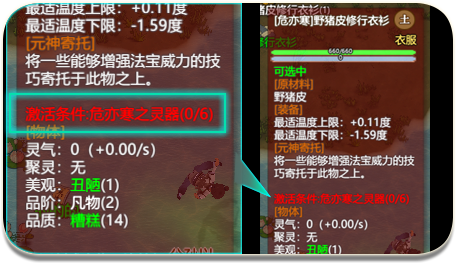 最适温度上限：+0.11度
最适温度下限：-1.59度
[元神寄托]
将一些能够增强法宝威力的技
巧寄托于此物之上。
激活条件:危亦寒之灵器(0/6)
[物体]
灵气：0（+0.00/s）
聚灵：无
美观：丑陋(1)
品阶：凡物(2)
品质：糟糕(14)
野猪皮修行衣衫(1)
[危亦寒]野猪皮修行衣衫
土
衣服
660/660
0
可选中
[原材料]
野猪皮
[装备]
最适温度上限：+0.11度
最适温度下限：-1.59度
[元神寄托]
将一些能够增强法宝威力的技
巧寄托于此物之上。
激活条件:危亦寒之灵器(0/6)
[物体]
灵气：0（+0.00/s）
聚灵：无
美观：丑陋(1)